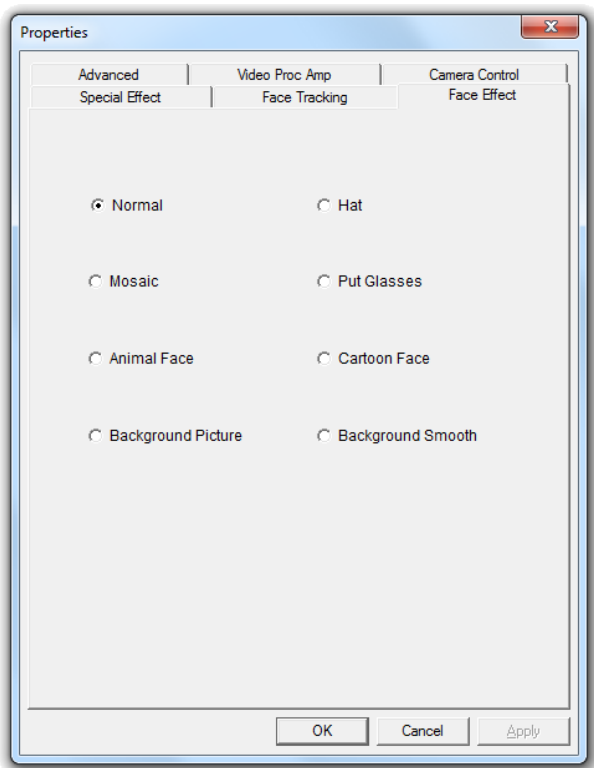 Properties
Advanced Video Proc Amp Camera Control
Special Effect Face Tracking Face Effect
Normal Hat
Mosaic Put Glasses
Animal Face Cartoon Face
Background Picture Background Smooth
OK Cancel Apply